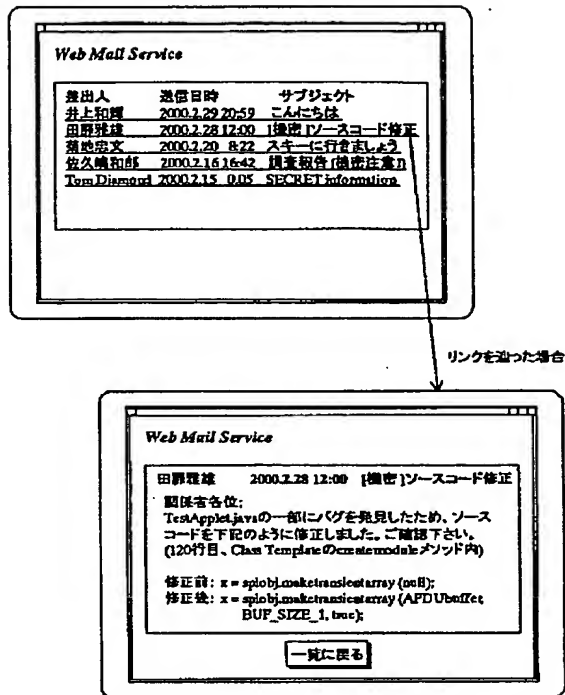 Web Mail Service
差出人 送信日時 サブジェクト
井上和輝 2000.2.29 20:59 こんにちは
田野雅雄 2000.2.28 12:00 [機密]ソースコード修正
菊地忠文 2000.2.20 8:22 スキーに行きましょう
佐久嶋和郎 2000.2.16 16:42 調査報告(機密注意!)
Tom Diamond 2000.2.15 0:05 SECRET information
リンクを辿った場合
Web Mail Service
田野雅雄 2000.2.28 12:00 [機密]ソースコード修正
関係者各位;
TestApplet.javaの一部にバグを発見したため、ソース
コードを下記のように修正しました。ご確認下さい。
(120行目、Class Templateのcreatemoduleメソッド内)
修正前: x = spiobj.maketransientarray (null);
修正後: x = spiobj.maketransientarray (APDUbuffer,
BUF_SIZE_1, true);
一覧に戻る